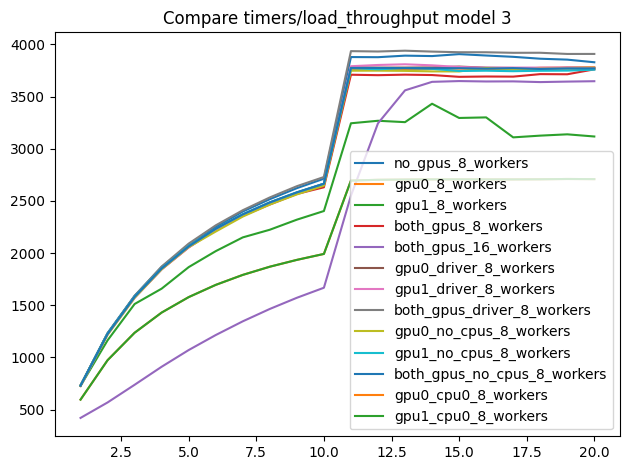 Compare timers/load_throughput model 3
4000
3500
3000
2500
2000
1500
1000
500
2.5 5.0 7.5 10.0 12.5 15.0 17.5 20.0
no_gpus_8_workers
gpu0_8_workers
gpu1_8_workers
both_gpus_8_workers
both_gpus_16_workers
gpu0_driver_8_workers
gpu1_driver_8_workers
both_gpus_driver_8_workers
gpu0_no_cpus_8_workers
gpu1_no_cpus_8_workers
both_gpus_no_cpus_8_workers
gpu0_cpu0_8_workers
gpu1_cpu0_8_workers